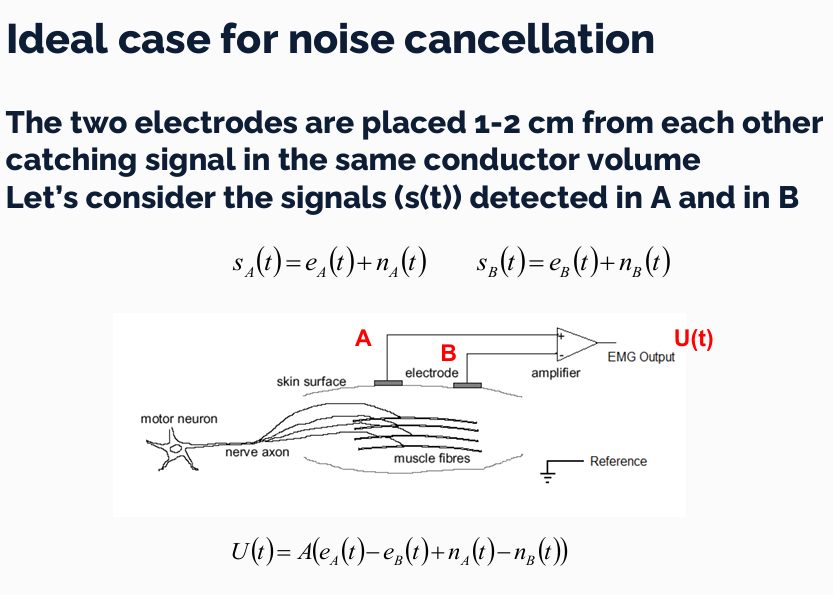 Ideal case for noise cancellation
The two electrodes are placed 1-2 cm from each other
catching signal in the same conductor volume
Let's consider the signals (s(t)) detected in A and in B
s_A(t)=e_A(t)+n_A(t)    s_B(t)=e_B(t)+n_B(t)
A
B
U(t)
+
-
EMG Output
electrode
amplifier
skin surface
motor neuron
nerve axon
muscle fibres
Reference
U(t)= A(e_A(t)−e_B(t)+n_A(t)−n_B(t))